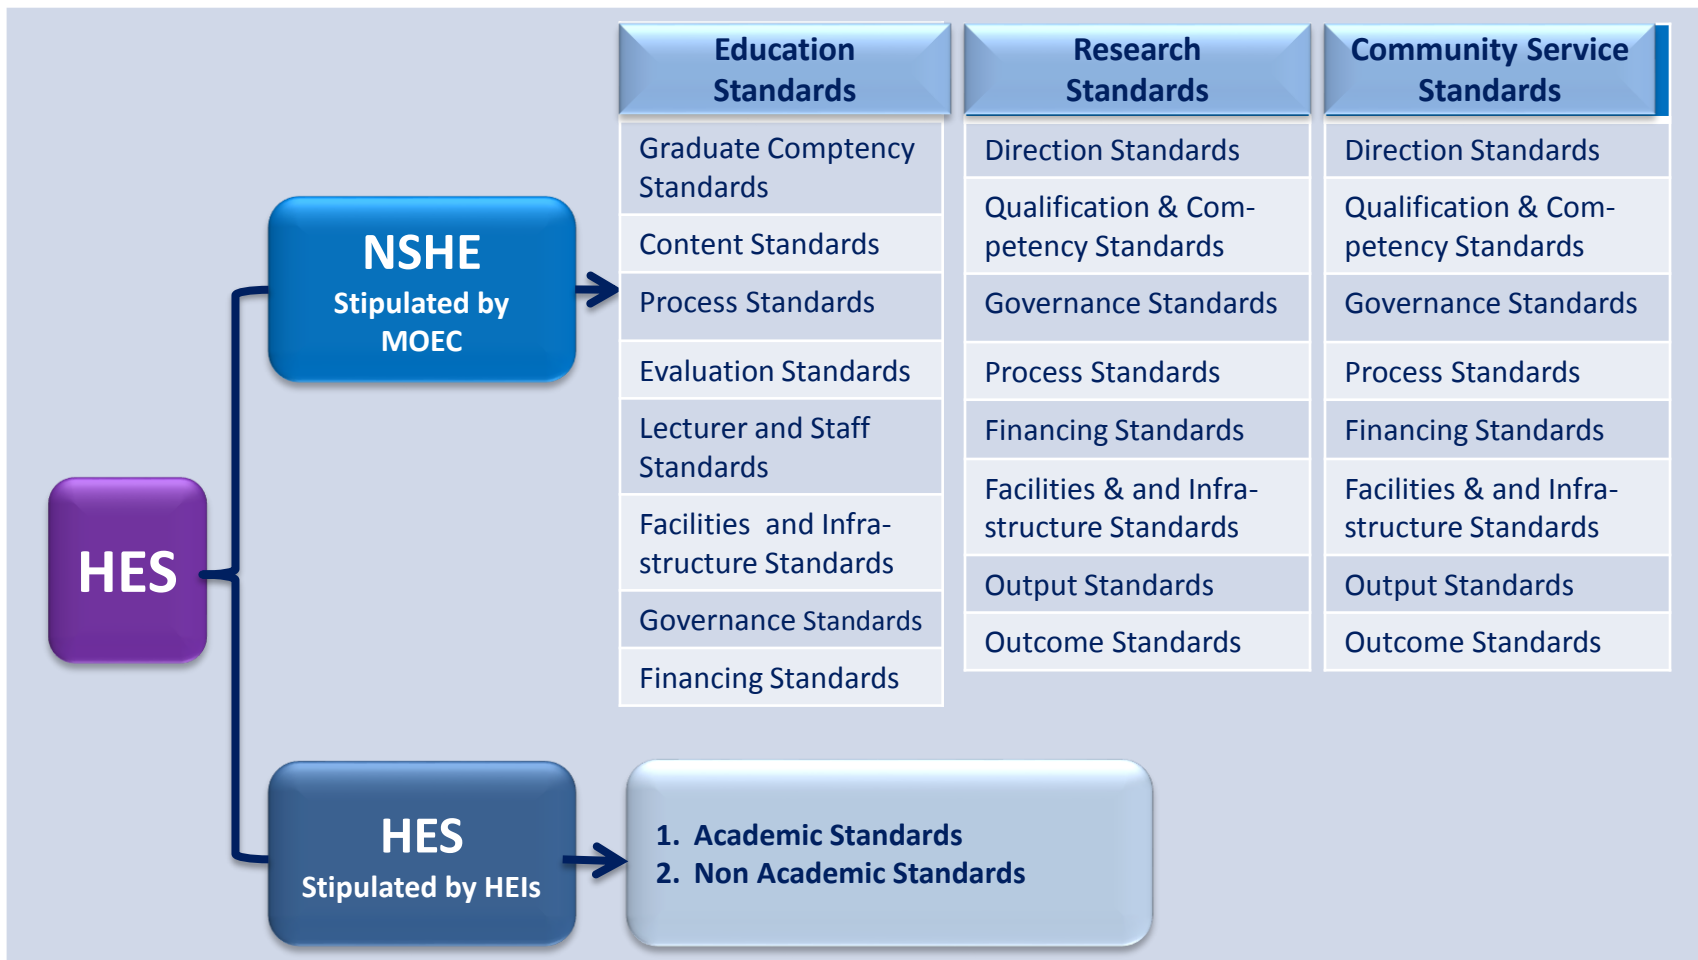 Education
Standards
Graduate Comptency
Standards
Content Standards
Process Standards
Evaluation Standards
Lecturer and Staff
Standards
Facilities  and Infra-
structure Standards
Governance Standards
Financing Standards
Research
Standards
Direction Standards
Qualification & Com-
petency Standards
Governance Standards
Process Standards
Financing Standards
Facilities & and Infra-
structure Standards
Output Standards
Outcome Standards
Community Service
Standards
Direction Standards
Qualification & Com-
petency Standards
Governance Standards
Process Standards
Financing Standards
Facilities & and Infra-
structure Standards
Output Standards
Outcome Standards
NSHE
Stipulated by
MOEC
HES
HES
Stipulated by HEIs
1. Academic Standards
2. Non Academic Standards